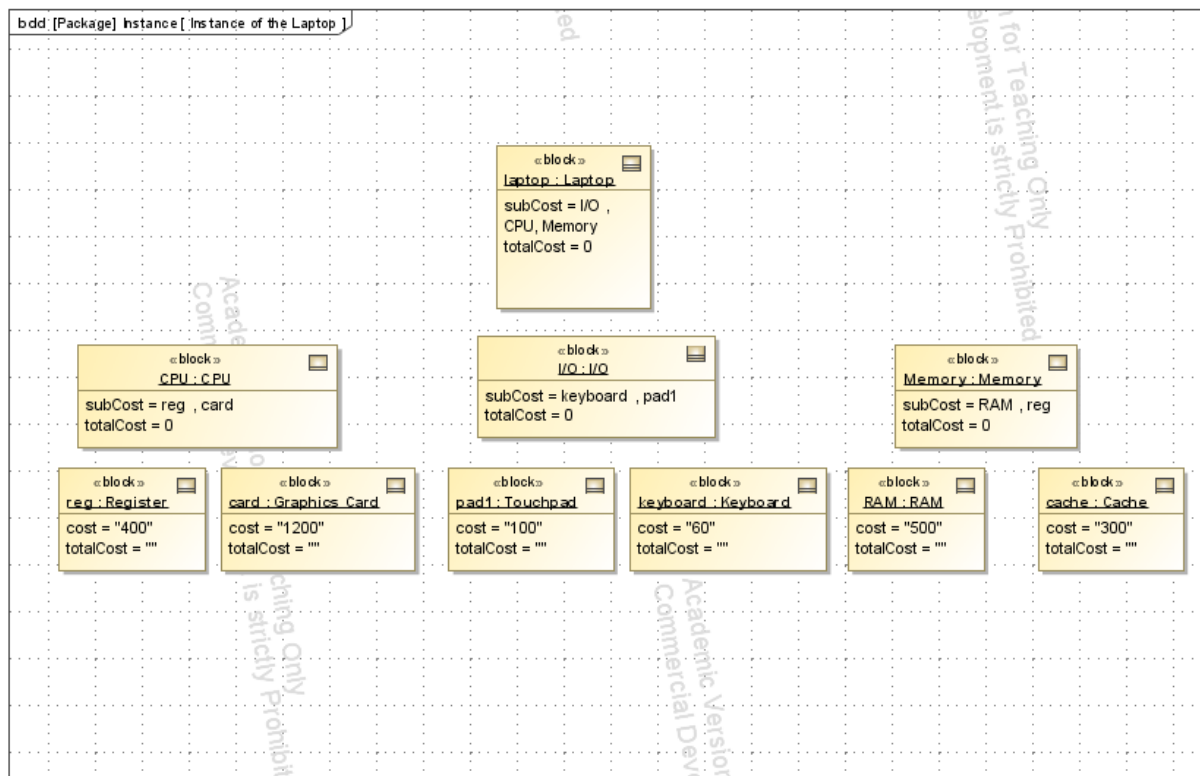 bdd [Package] Instance [ Instance of the Laptop ]
«block»
laptop : Laptop
subCost = I/O ,
CPU, Memory
totalCost = 0
«block»
CPU : CPU
subCost = reg , card
totalCost = 0
«block»
I/O : I/O
subCost = keyboard , pad1
totalCost = 0
«block»
Memory : Memory
subCost = RAM , reg
totalCost = 0
«block»
reg : Register
cost = "400"
totalCost = ""
«block»
card : Graphics Card
cost = "1200"
totalCost = ""
«block»
pad1 : Touchpad
cost = "100"
totalCost = ""
«block»
keyboard : Keyboard
cost = "60"
totalCost = ""
«block»
RAM : RAM
cost = "500"
totalCost = ""
«block»
cache : Cache
cost = "300"
totalCost = ""
for Teaching Only
is strictly Prohibited
Only
is strictly
Academic Version
Commercial